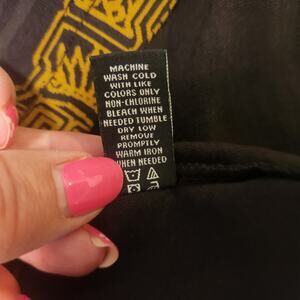 MACHINE
WASH COLD
WITH LIKE
COLORS ONLY
NON-CHLORINE
BLEACH WHEN
NEEDED TUMBLE
DRY LOW
REMOVE
PROMPTLY
WARM IRON
WHEN NEEDED